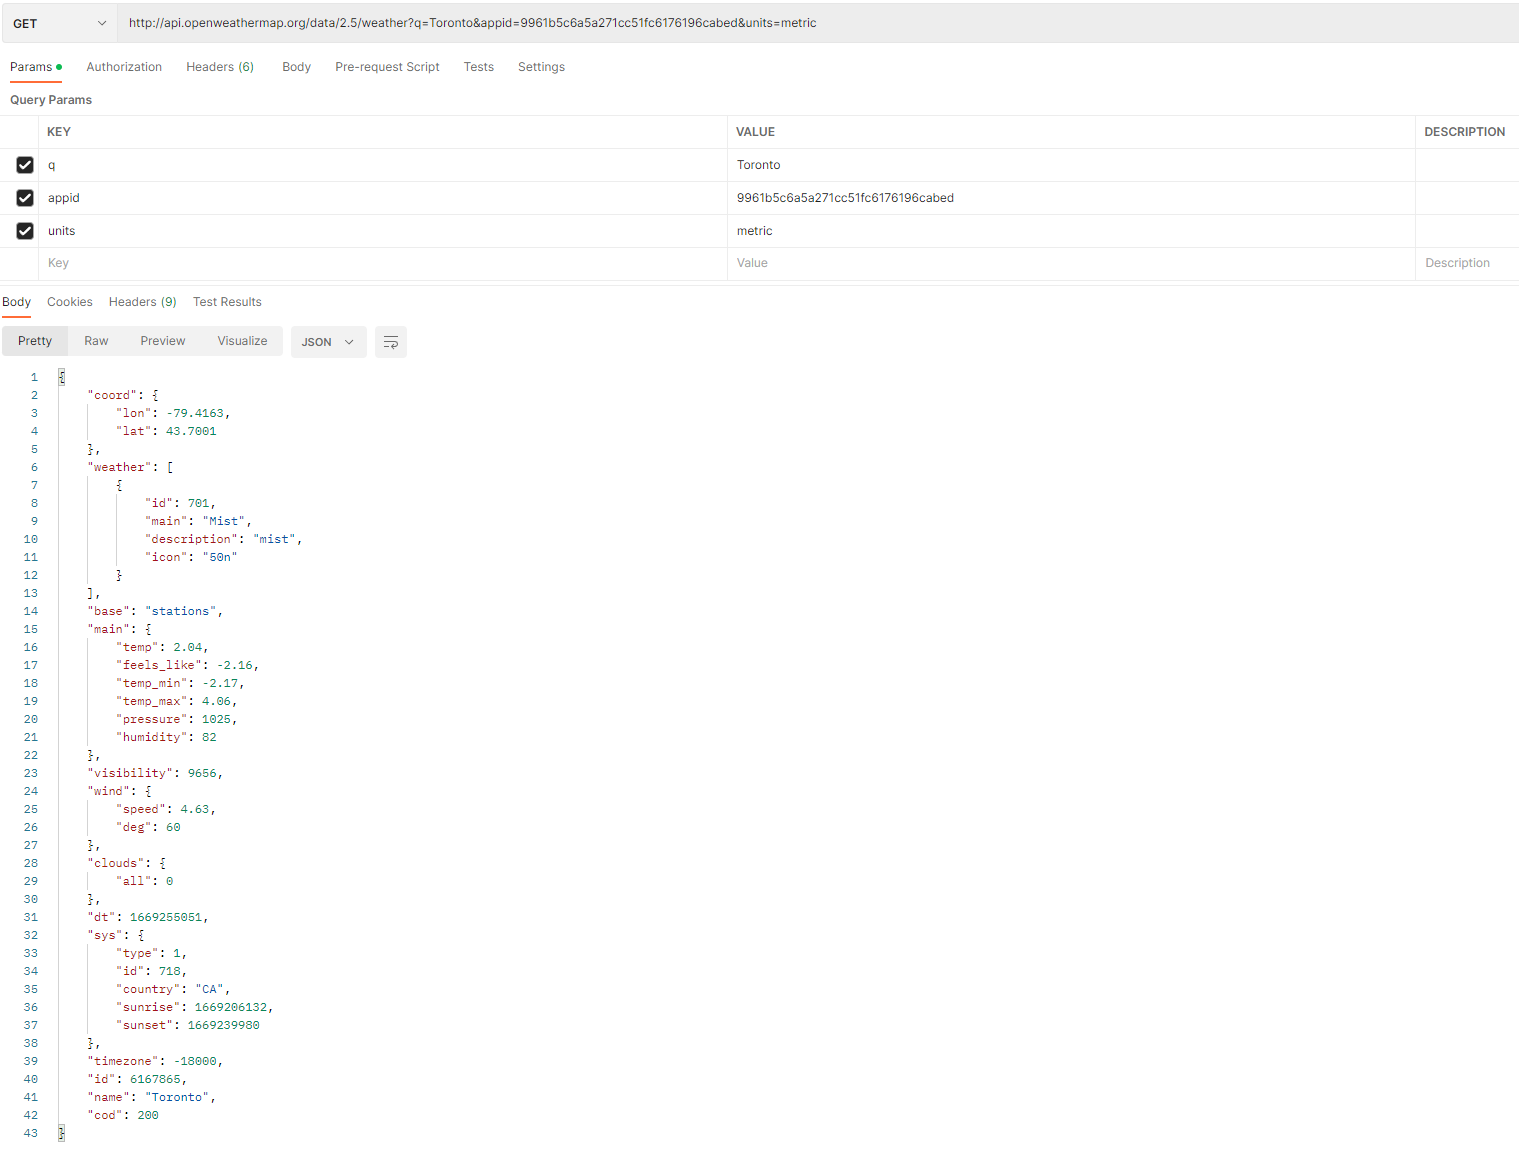 GET http://api.openweathermap.org/data/2.5/weather?q=Toronto&appid=9961b5c6a5a271cc51fc6176196cabed&units=metric
Params Authorization Headers (6) Body Pre-request Script Tests Settings
Query Params
KEY VALUE DESCRIPTION
q Toronto
appid 9961b5c6a5a271cc51fc6176196cabed
units metric
Key Value Description
Body Cookies Headers (9) Test Results
Pretty Raw Preview Visualize JSON
1 {
2 "coord": {
3 "lon": -79.4163,
4 "lat": 43.7001
5 },
6 "weather": [
7 {
8 "id": 701,
9 "main": "Mist",
10 "description": "mist",
11 "icon": "50n"
12 }
13 ],
14 "base": "stations",
15 "main": {
16 "temp": 2.04,
17 "feels_like": -2.16,
18 "temp_min": -2.17,
19 "temp_max": 4.06,
20 "pressure": 1025,
21 "humidity": 82
22 },
23 "visibility": 9656,
24 "wind": {
25 "speed": 4.63,
26 "deg": 60
27 },
28 "clouds": {
29 "all": 0
30 },
31 "dt": 1669255051,
32 "sys": {
33 "type": 1,
34 "id": 718,
35 "country": "CA",
36 "sunrise": 1669206132,
37 "sunset": 1669239980
38 },
39 "timezone": -18000,
40 "id": 6167865,
41 "name": "Toronto",
42 "cod": 200
43 }